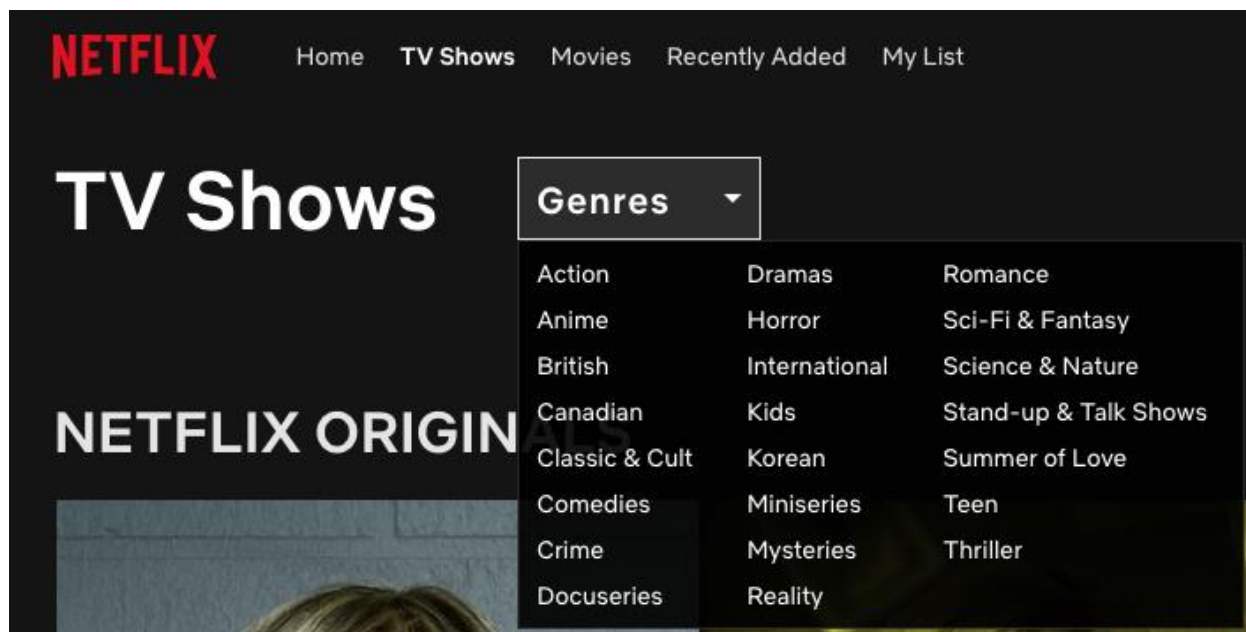 NETFLIX Home TV Shows Movies Recently Added My List
TV Shows Genres
Action Dramas Romance
Anime Horror Sci-Fi & Fantasy
British International Science & Nature
Canadian Kids Stand-up & Talk Shows
NETFLIX ORIGINALS
Classic & Cult Korean Summer of Love
Comedies Miniseries Teen
Crime Mysteries Thriller
Docuseries Reality